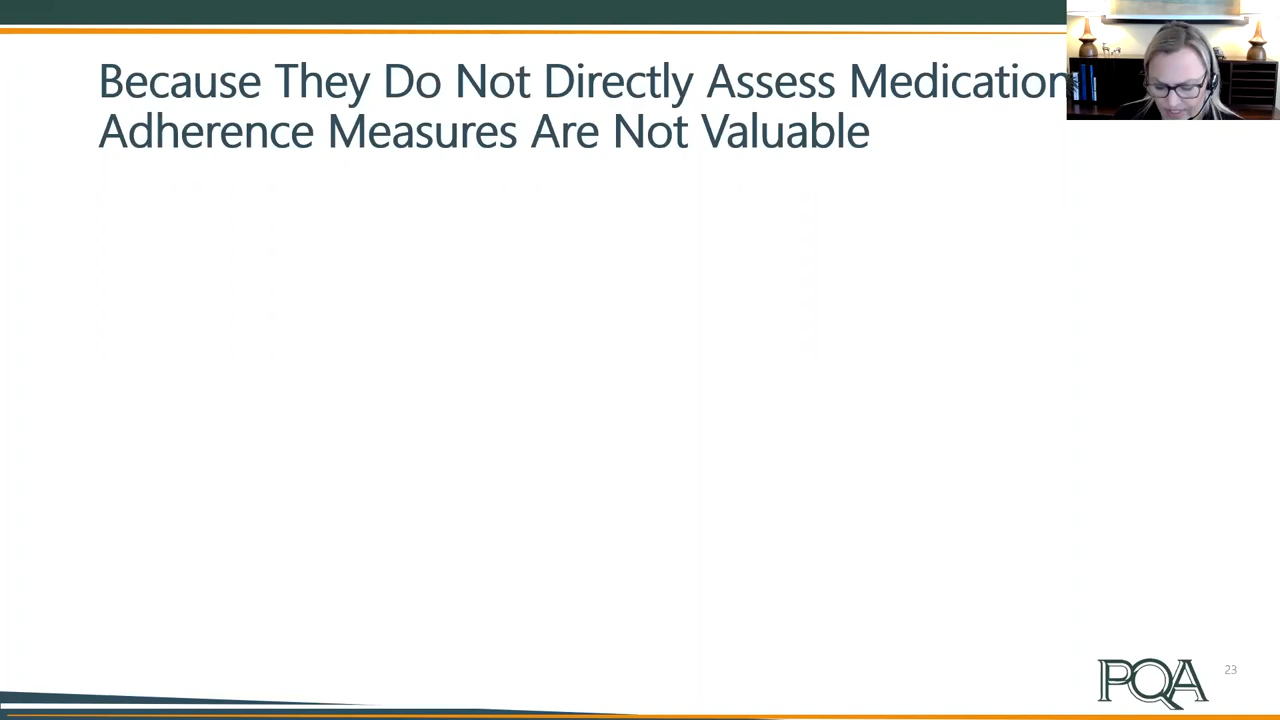 Because They Do Not Directly Assess Medication
Adherence Measures Are Not Valuable
PQA
23